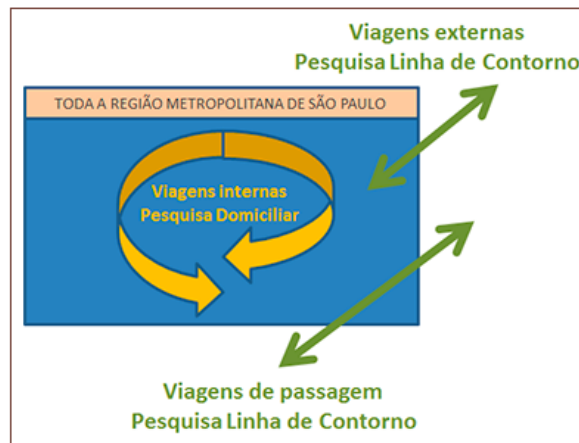 Viagens externas
Pesquisa Linha de Contorno
TODA A REGIÃO METROPOLITANA DE SÃO PAULO
Viagens internas
Pesquisa Domiciliar
Viagens de passagem
Pesquisa Linha de Contorno